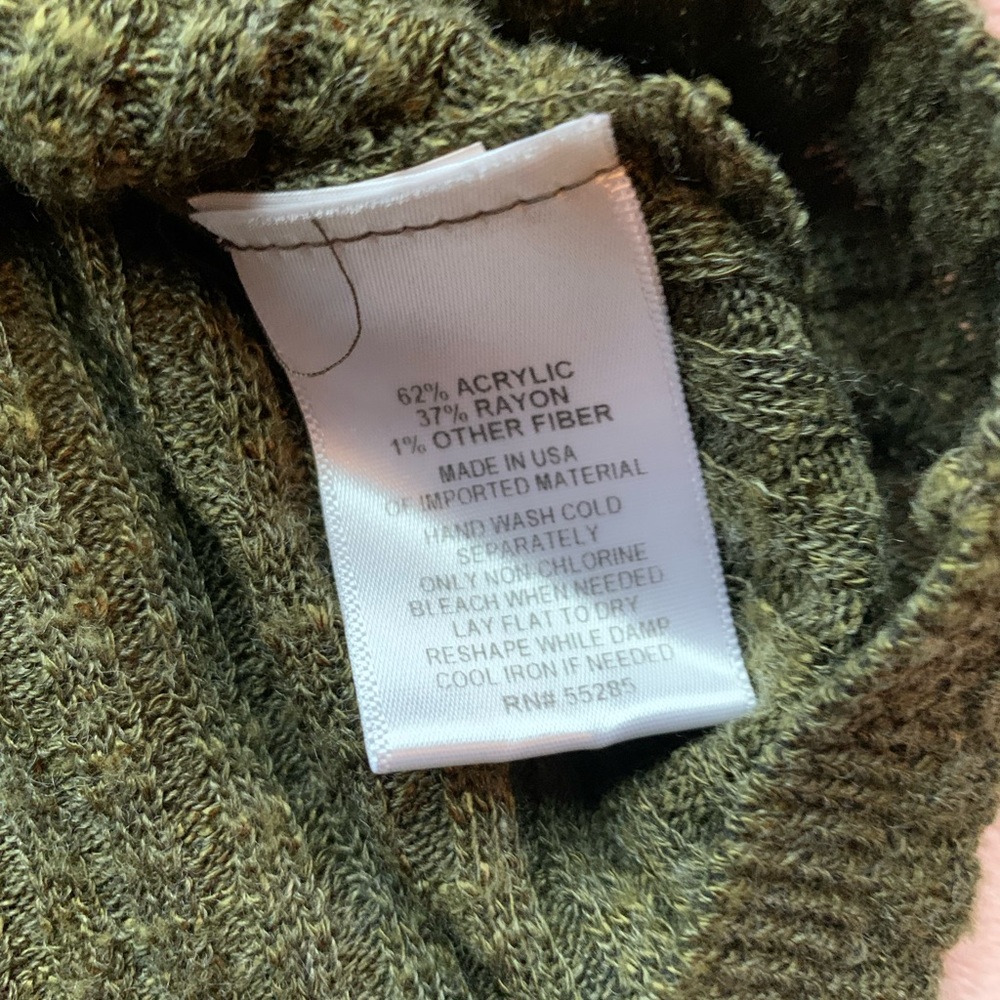 62% ACRYLIC
37% RAYON
1% OTHER FIBER
MADE IN USA
OF IMPORTED MATERIAL
HAND WASH COLD
SEPARATELY
ONLY NON CHLORINE
BLEACH WHEN NEEDED
LAY FLAT TO DRY
RESHAPE WHILE DAMP
COOL IRON IF NEEDED
RN# 55285